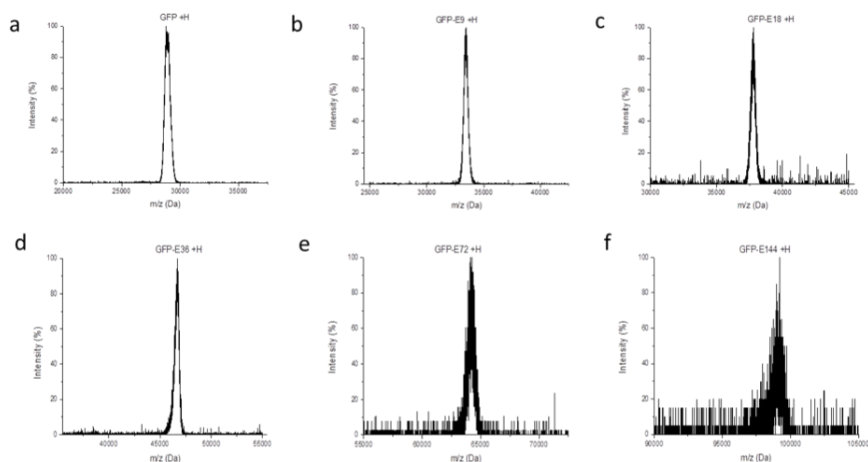 a
GFP +H
Intensity (%)
100
80
60
40
20
0
20000 25000 30000 35000
m/z (Da)
b
GFP-E9 +H
Intensity (%)
100
80
60
40
20
0
25000 30000 35000 40000
m/z (Da)
c
GFP-E18 +H
Intensity (%)
100
80
60
40
20
0
30000 35000 40000 45000
m/z (Da)
d
GFP-E36 +H
Intensity (%)
100
80
60
40
20
0
40000 45000 50000 55000
m/z (Da)
e
GFP-E72 +H
Intensity (%)
100
80
60
40
20
0
55000 60000 65000 70000
m/z (Da)
f
GFP-E144 +H
Intensity (%)
100
80
60
40
20
0
90000 95000 100000 105000
m/z (Da)